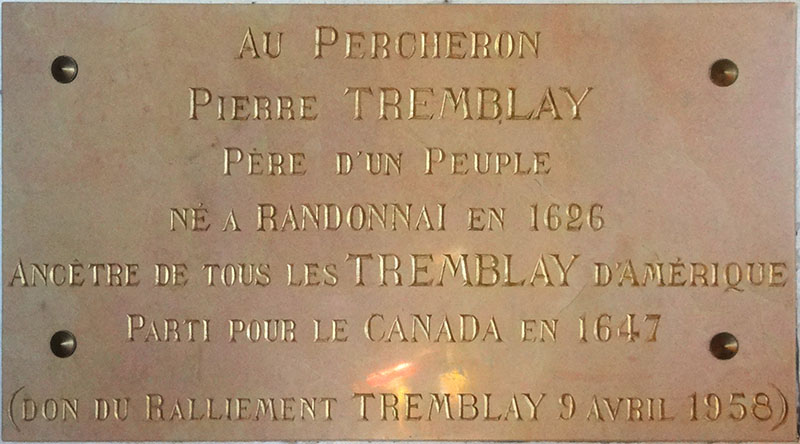 Au Percheron
Pierre TREMBLAY
Père d'un Peuple
né a RANDONNAI en 1626
Ancêtre de tous les TREMBLAY d'Amérique
Parti pour le CANADA en 1647
(don du Ralliement TREMBLAY 9 avril 1958)